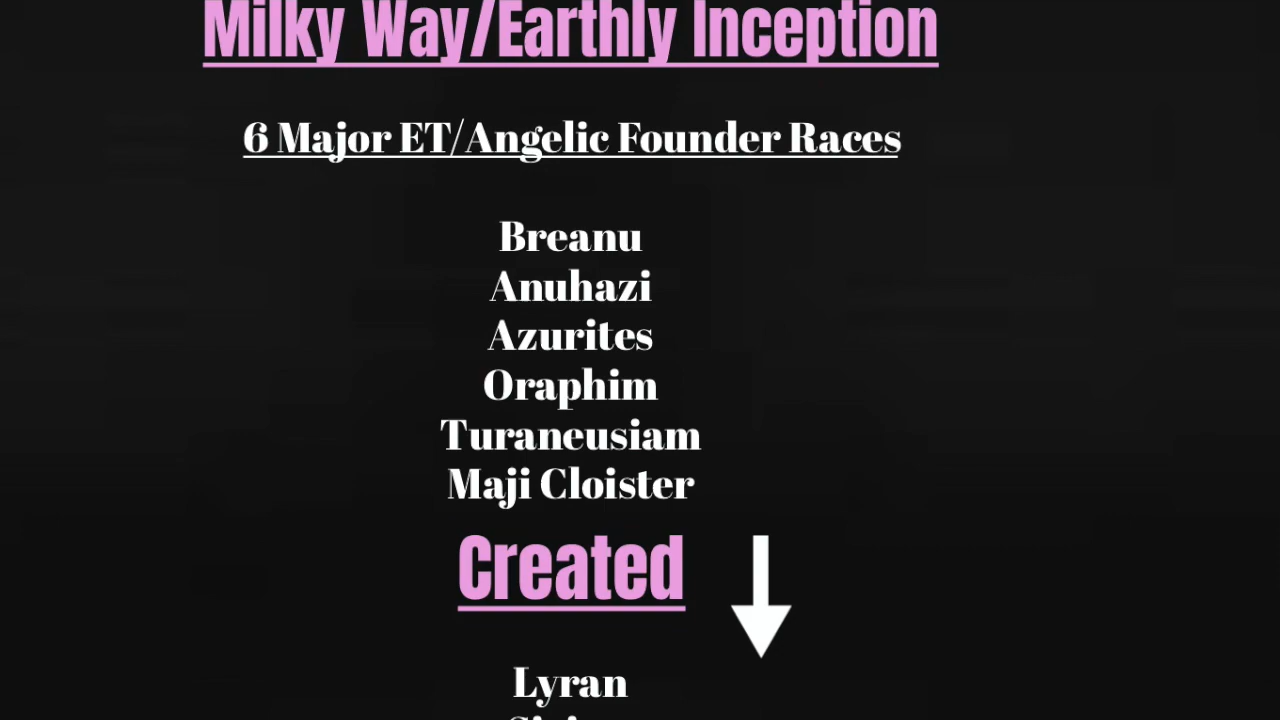 Milky Way/Earthly Inception
6 Major ET/Angelic Founder Races
Breanu
Anuhazi
Azurites
Oraphim
Turaneusiam
Maji Cloister
Created
Lyran